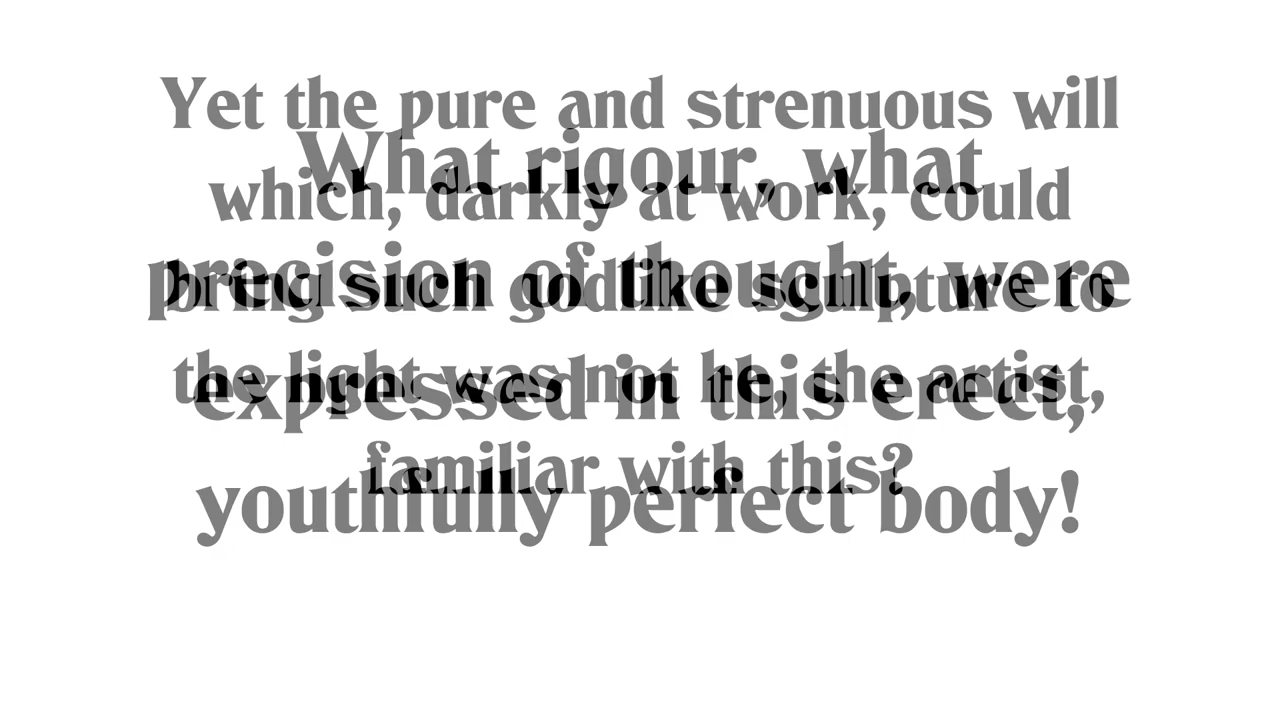 What rigour, what
precision of thought, were
expressed in this erect,
youthfully perfect body!
Yet the pure and strenuous will
which, darkly at work, could
bring such godlike sculpture to
the light was not he, the artist,
familiar with this?